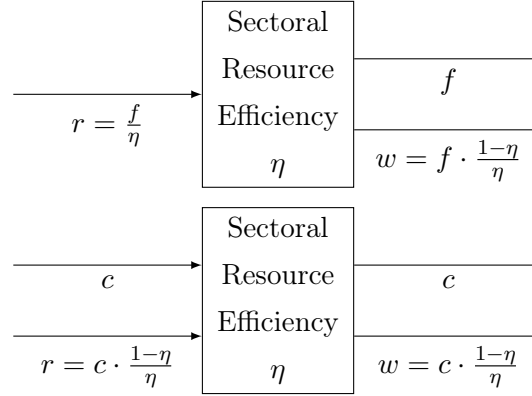 Sectoral
Resource
Efficiency
η
r = f/η
f
w = f · (1−η)/η
Sectoral
Resource
Efficiency
η
c
r = c · (1−η)/η
c
w = c · (1−η)/η